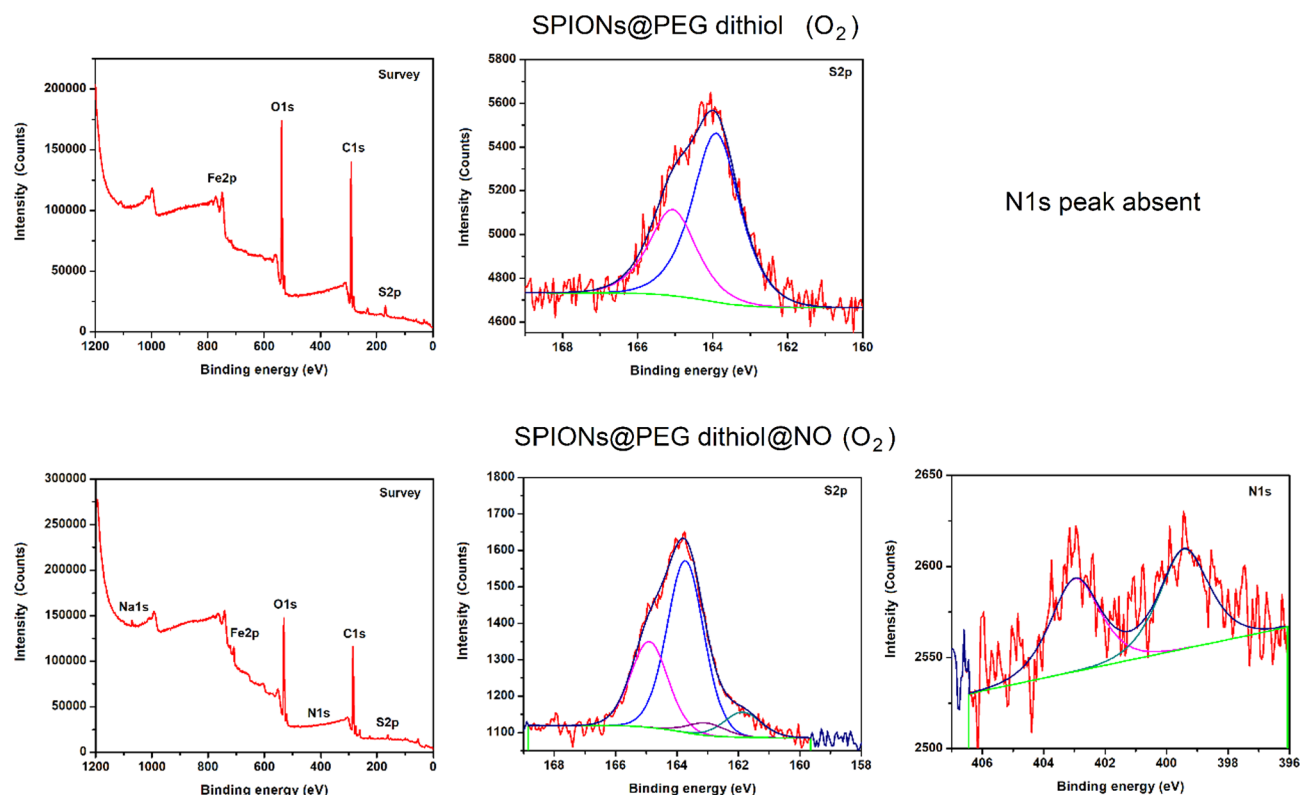 SPIONs@PEG dithiol (O₂)
Survey
O1s
C1s
Fe2p
S2p
200000
150000
100000
50000
0
Intensity (Counts)
1200 1000 800 600 400 200 0
Binding energy (eV)
S2p
5800
5600
5400
5200
5000
4800
4600
Intensity (Counts)
168 166 164 162 160
Binding energy (eV)
N1s peak absent
SPIONs@PEG dithiol@NO (O₂)
Survey
Na1s
Fe2p
O1s
N1s
C1s
S2p
300000
250000
200000
150000
100000
50000
0
Intensity (Counts)
1200 1000 800 600 400 200 0
Binding energy (eV)
S2p
1800
1700
1600
1500
1400
1300
1200
1100
Intensity (Counts)
168 166 164 162 160 158
Binding energy (eV)
N1s
2650
2600
2550
2500
Intensity (Counts)
406 404 402 400 398 396
Binding energy (eV)